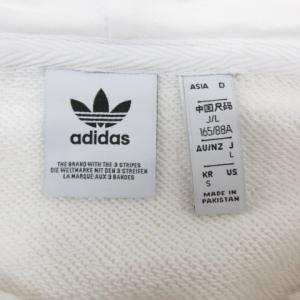 adidas
THE BRAND WITH THE 3 STRIPES
DIE WELTMARKE MIT DEN 3 STREIFEN
LA MARQUE AUX 3 BANDES
ASIA D
中国尺码
J/L
165/88A
AU/NZ J
L L
KR US
S
MADE IN
PAKISTAN